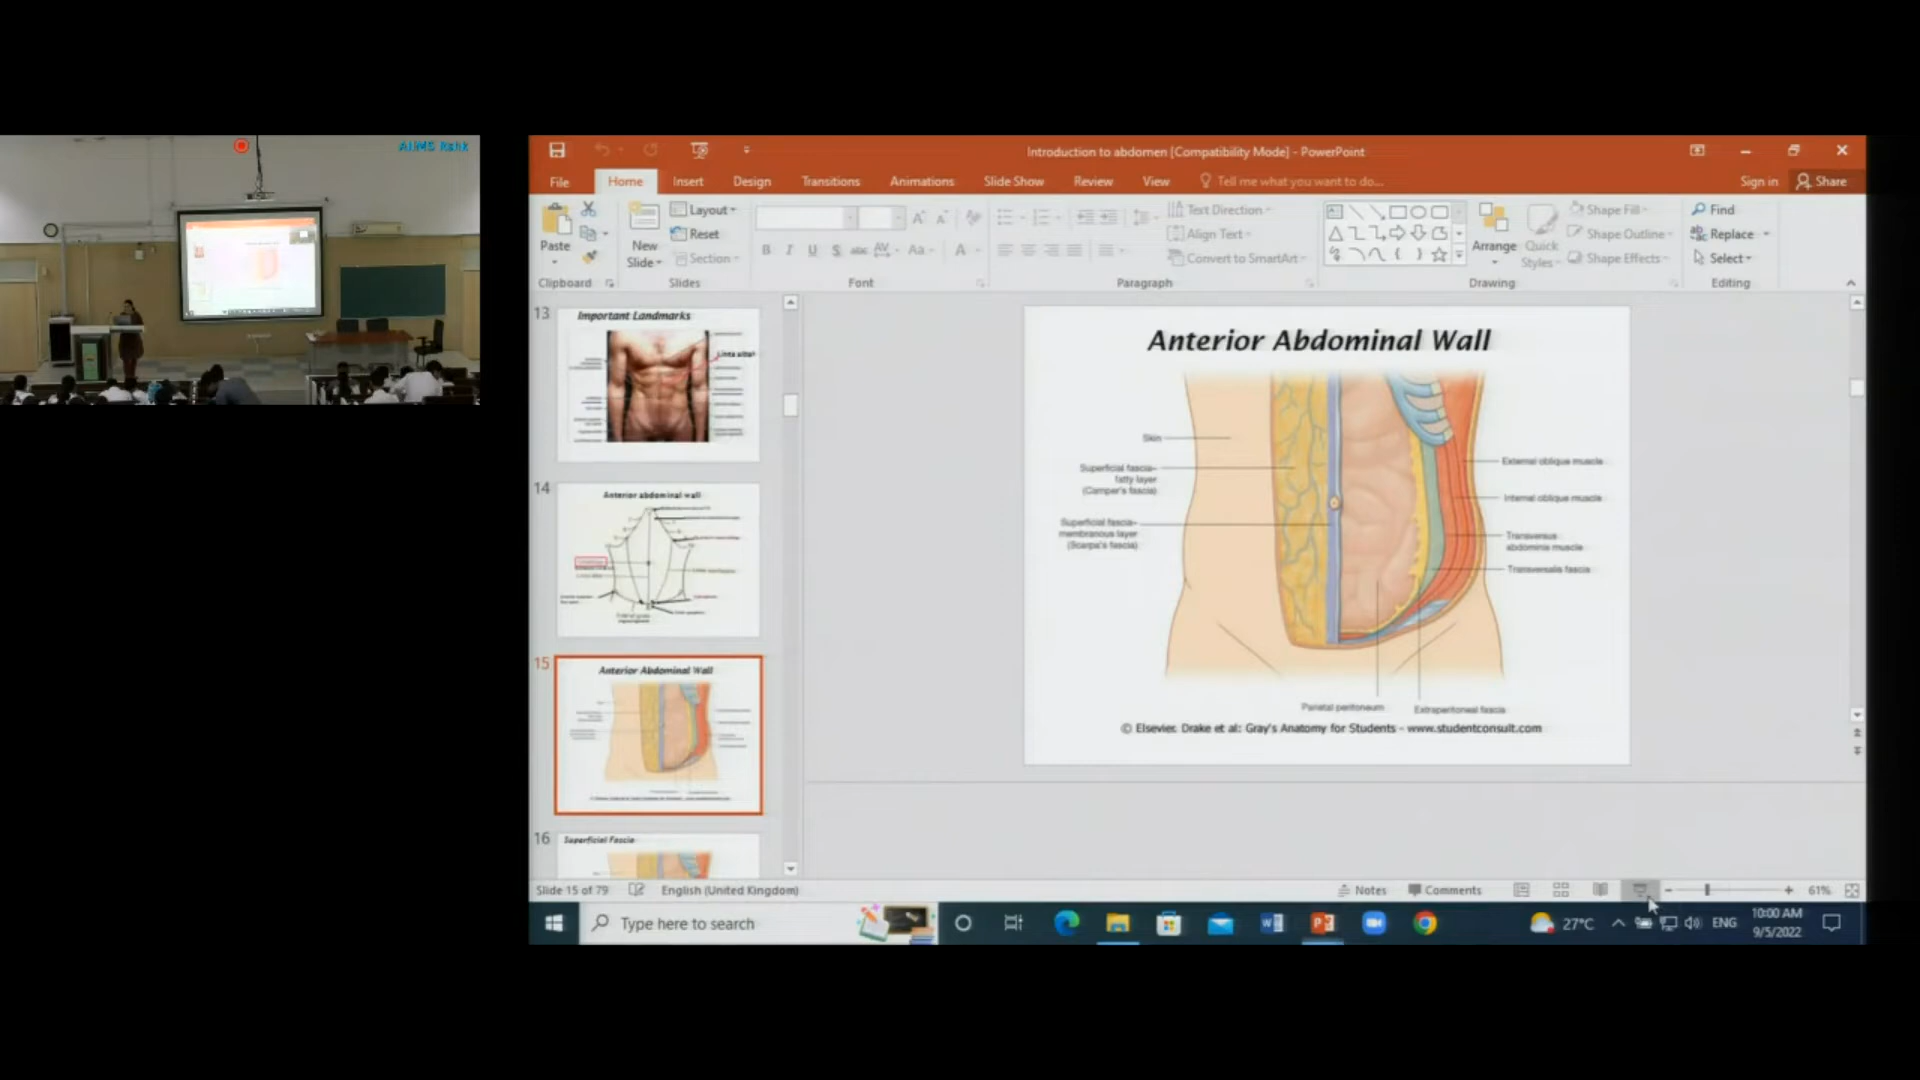 Introduction to abdomen [Compatibility Mode] - PowerPoint
File Home Insert Design Transitions Animations Slide Show Review View Tell me what you want to do... Sign in Share
Paste
New
Slide
Layout
Reset
Section
Text Direction
Align Text
Convert to SmartArt
Arrange
Quick
Styles
Shape Fill
Shape Outline
Shape Effects
Find
Replace
Select
Clipboard Slides Font Paragraph Drawing Editing
13
Important Landmarks
14
Anterior abdominal wall
15
Anterior Abdominal Wall
16
Superficial Fascia
Anterior Abdominal Wall
Skin
Superficial fascia–
fatty layer
(Camper's fascia)
Superficial fascia–
membranous layer
(Scarpa's fascia)
External oblique muscle
Internal oblique muscle
Transversus
abdominis muscle
Transversalis fascia
Parietal peritoneum
Extraperitoneal fascia
© Elsevier. Drake et al: Gray's Anatomy for Students - www.studentconsult.com
Slide 15 of 79 English (United Kingdom) Notes Comments 61%
Type here to search
27°C ENG
10:00 AM
9/5/2022